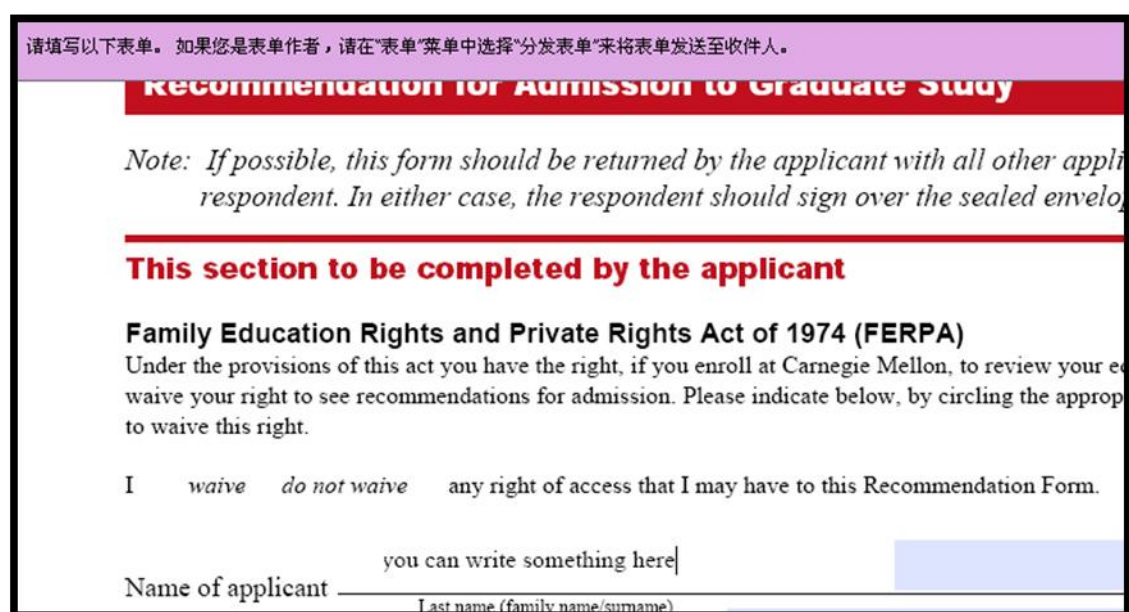 请填写以下表单。 如果您是表单作者，请在“表单”菜单中选择“分发表单”来将表单发送至收件人。
Recommendation for Admission to Graduate Study
Note: If possible, this form should be returned by the applicant with all other appli
respondent. In either case, the respondent should sign over the sealed envelo
This section to be completed by the applicant
Family Education Rights and Private Rights Act of 1974 (FERPA)
Under the provisions of this act you have the right, if you enroll at Carnegie Mellon, to review your e
waive your right to see recommendations for admission. Please indicate below, by circling the approp
to waive this right.
I waive do not waive any right of access that I may have to this Recommendation Form.
you can write something here
Name of applicant
Last name (family name/surname)